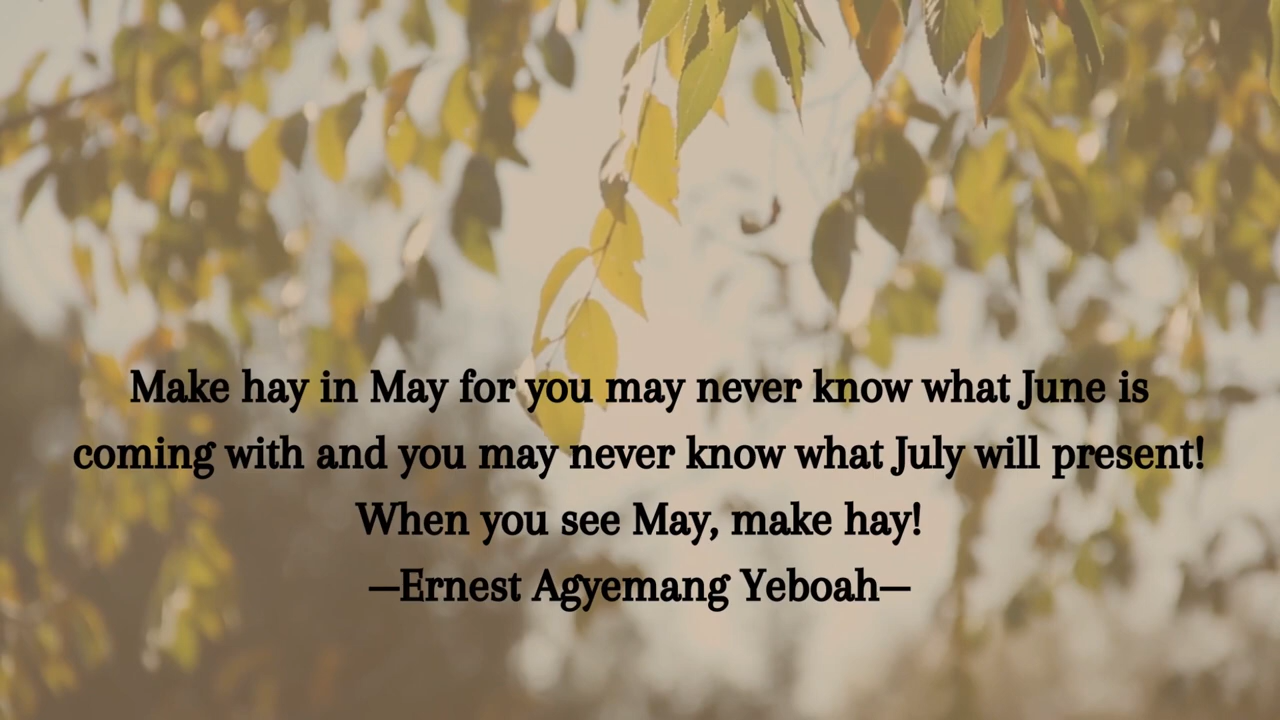 Make hay in May for you may never know what June is
coming with and you may never know what July will present!
When you see May, make hay!
—Ernest Agyemang Yeboah—